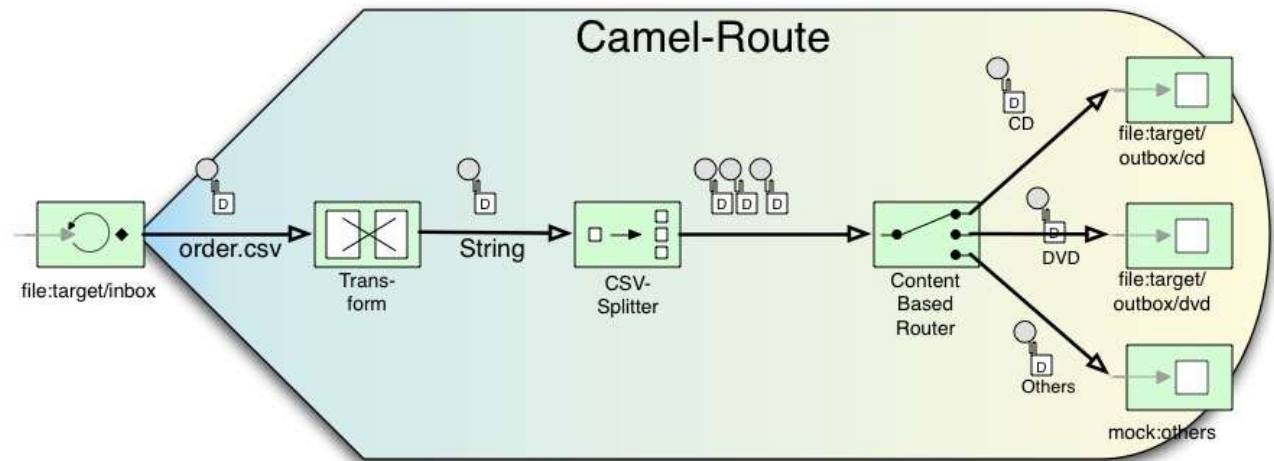 Camel-Route
D
CD
file:target/
outbox/cd
D
order.csv
D
String
D D D
file:target/inbox
Trans-
form
CSV-
Splitter
Content
Based
Router
D
DVD
file:target/
outbox/dvd
D
Others
mock:others